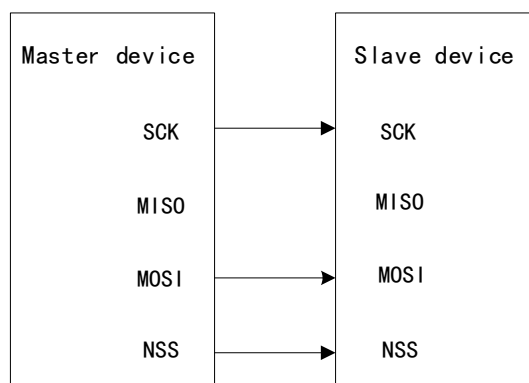 Master device
SCK
MISO
MOSI
NSS
Slave device
SCK
MISO
MOSI
NSS